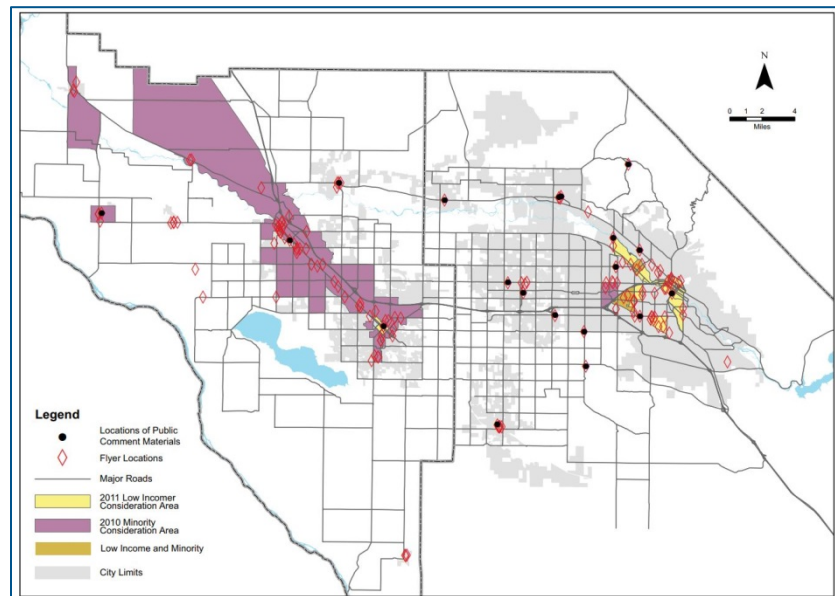 N
0 1 2 4
Miles
Legend
Locations of Public
Comment Materials
Flyer Locations
Major Roads
2011 Low Incomer
Consideration Area
2010 Minority
Consideration Area
Low Income and Minority
City Limits